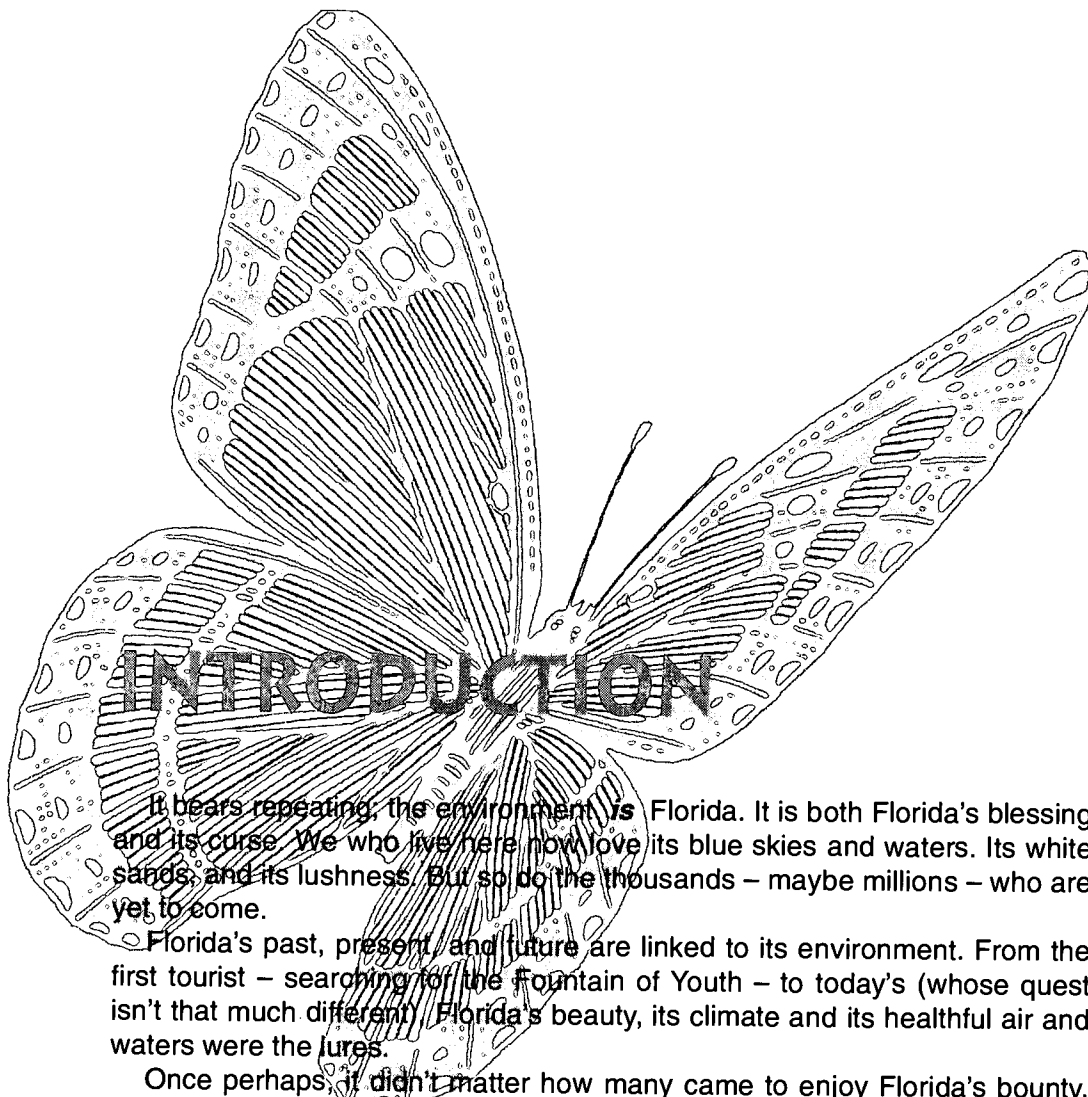 INTRODUCTION
It bears repeating; the environment is Florida. It is both Florida's blessing
and its curse. We who live here now love its blue skies and waters. Its white
sands, and its lushness. But so do the thousands – maybe millions – who are
yet to come.
Florida's past, present, and future are linked to its environment. From the
first tourist – searching for the Fountain of Youth – to today's (whose quest
isn't that much different), Florida's beauty, its climate and its healthful air and
waters were the lures.
Once perhaps, it didn't matter how many came to enjoy Florida's bounty.